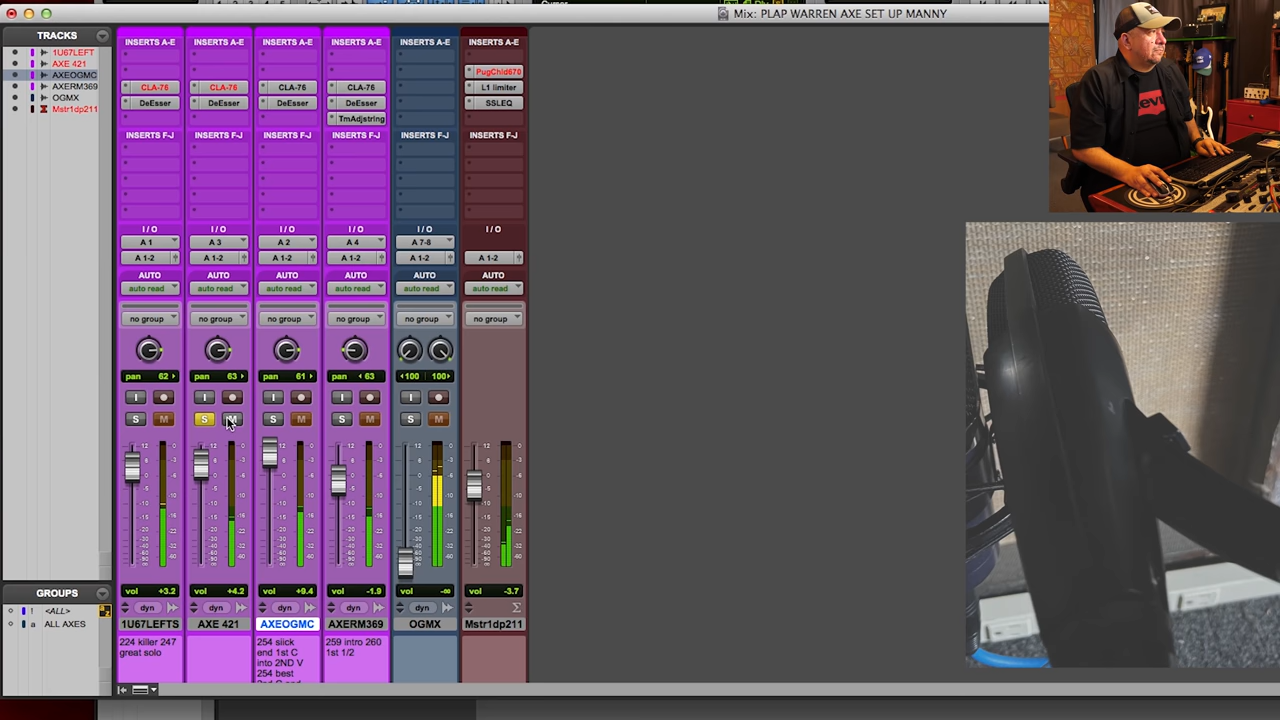 Mix: PLAP WARREN AXE SET UP MANNY
TRACKS
1U67LEFT
AXE 421
AXEOGMC
AXERM369
OGMX
Mstr1dp211
INSERTS A-E INSERTS A-E INSERTS A-E INSERTS A-E INSERTS A-E INSERTS A-E
PugChld670
CLA-76 CLA-76 CLA-76 CLA-76 L1 limiter
DeEsser DeEsser DeEsser DeEsser SSLEQ
TmAdjstring
INSERTS F-J INSERTS F-J INSERTS F-J INSERTS F-J INSERTS F-J INSERTS F-J
I / O I / O I / O I / O I / O I / O
A 1 A 3 A 2 A 4 A 7-8
A 1-2 A 1-2 A 1-2 A 1-2 A 1-2 A 1-2
AUTO AUTO AUTO AUTO AUTO AUTO
auto read auto read auto read auto read auto read auto read
no group no group no group no group no group no group
pan 62 pan 63 pan 61 pan 63 100 100
I I I I I
S M S M S M S M S M
vol +3.2 vol +4.2 vol +9.4 vol -1.9 vol -∞ vol -3.7
dyn dyn dyn dyn dyn Σ
1U67LEFTS AXE 421 AXEOGMC AXERM369 OGMX Mstr1dp211
224 killer 247
great solo
254 siick
end 1st C
into 2ND V
254 best
259 intro 260
1st 1/2
GROUPS
! <ALL>
a ALL AXES